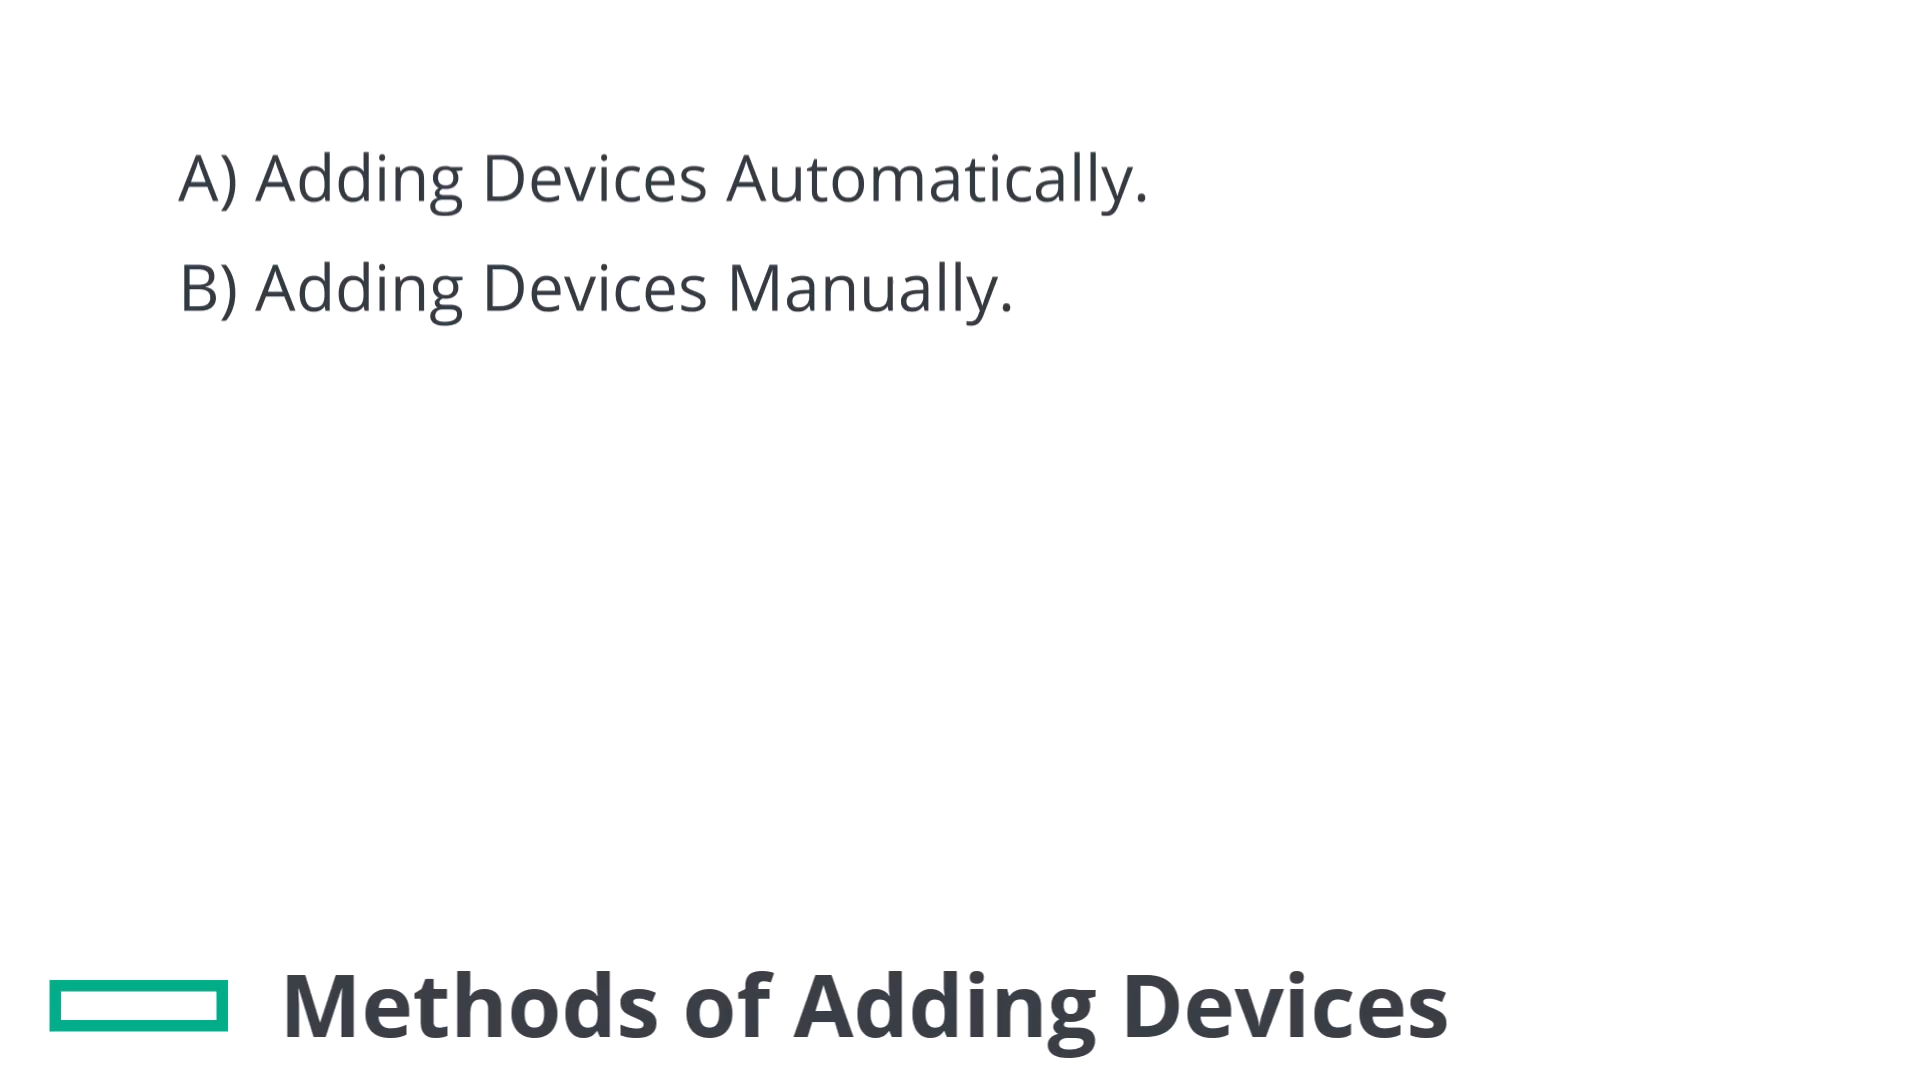 A) Adding Devices Automatically.
B) Adding Devices Manually.
Methods of Adding Devices